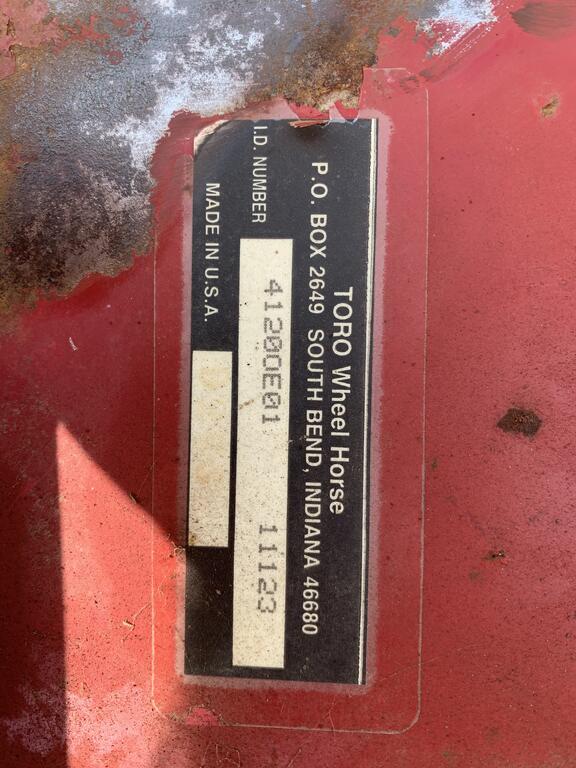 TORO Wheel Horse
P.O. BOX 2649 SOUTH BEND, INDIANA 46680
I.D. NUMBER
41200E01 11123
MADE IN U.S.A.